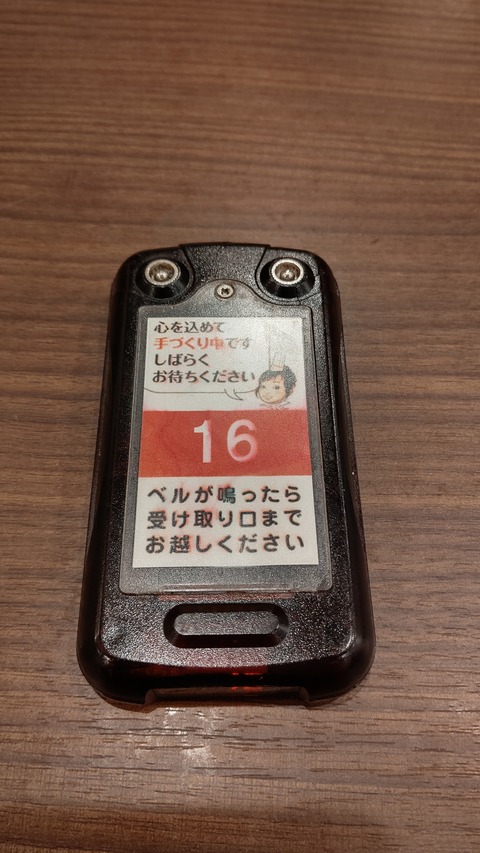 心を込めて
手づくり中です
しばらく
お待ちください
16
ベルが鳴ったら
受け取り口まで
お越しください